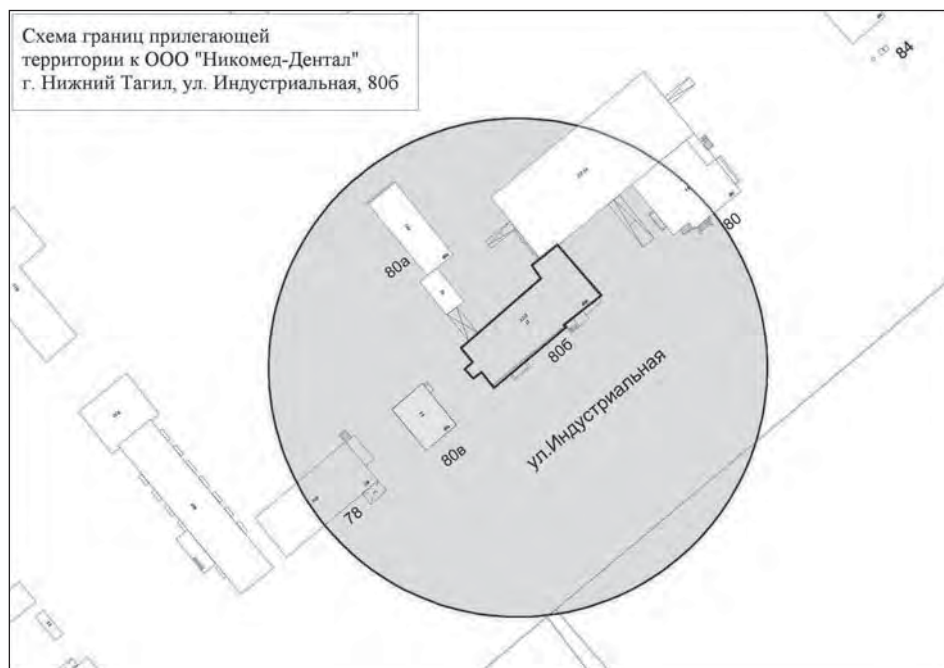 Схема границ прилегающей
территории к ООО "Никомед-Дентал"
г. Нижний Тагил, ул. Индустриальная, 80б
84
80
80а
80б
ул.Индустриальная
80в
78